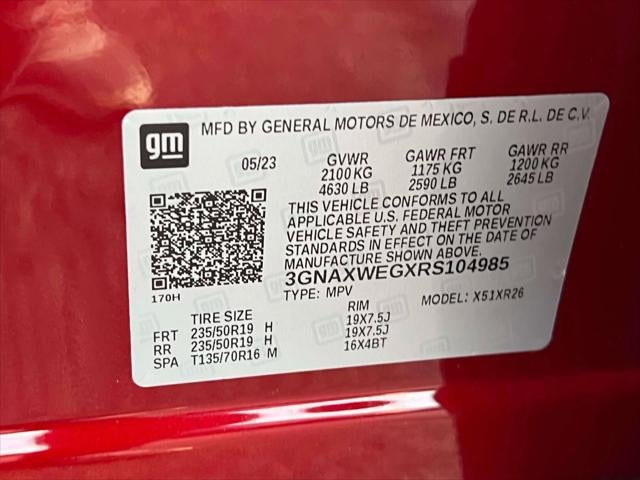 gm
MFD BY GENERAL MOTORS DE MEXICO, S. DE R.L. DE C.V.
05/23 GVWR GAWR FRT GAWR RR
2100 KG 1175 KG 1200 KG
4630 LB 2590 LB 2645 LB
THIS VEHICLE CONFORMS TO ALL
APPLICABLE U.S. FEDERAL MOTOR
VEHICLE SAFETY AND THEFT PREVENTION
STANDARDS IN EFFECT ON THE DATE OF
MANUFACTURE SHOWN ABOVE.
3GNAXWEGXRS104985
TYPE: MPV MODEL: X51XR26
170H
TIRE SIZE RIM
FRT 235/50R19 H 19X7.5J
RR 235/50R19 H 19X7.5J
SPA T135/70R16 M 16X4BT